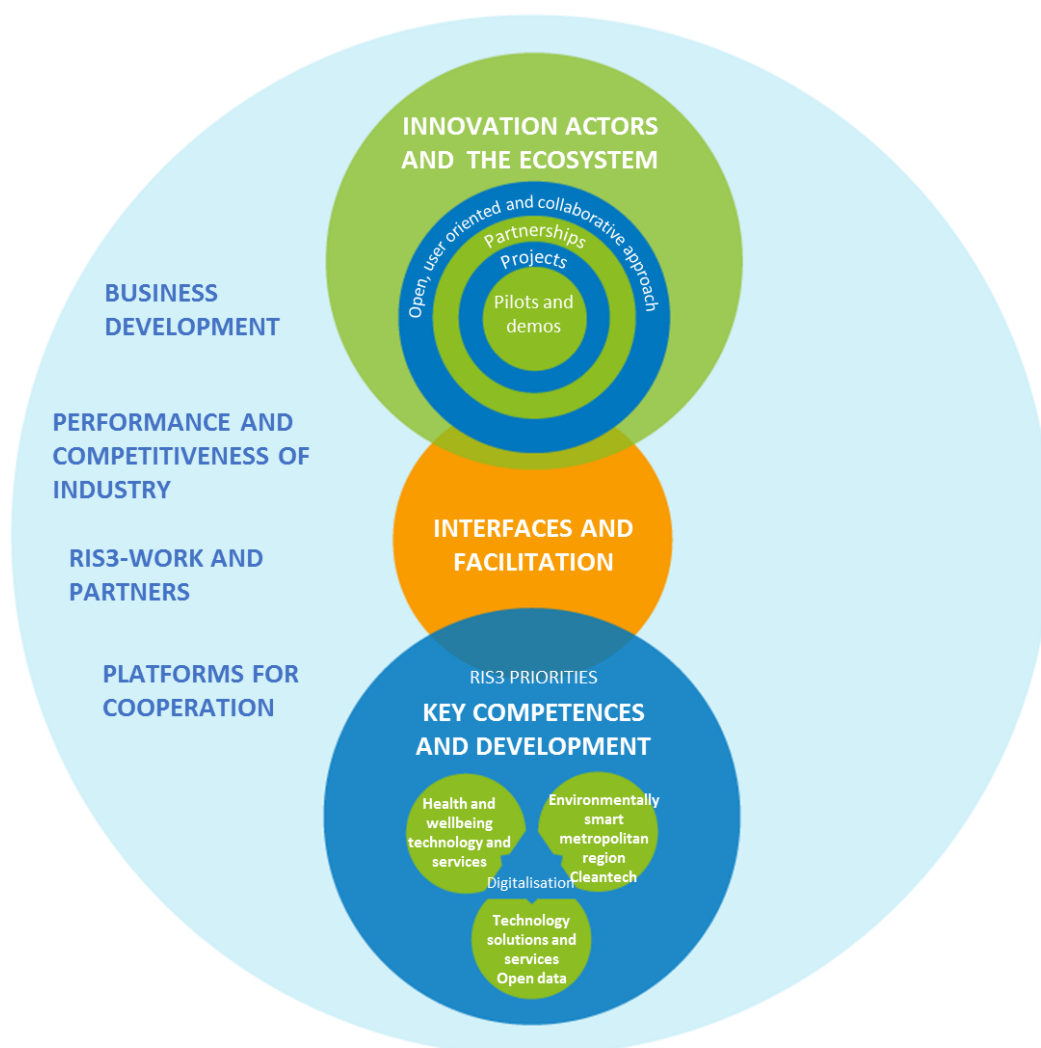 INNOVATION ACTORS
AND THE ECOSYSTEM
Open, user oriented and collaborative approach
Partnerships
Projects
Pilots and
demos
BUSINESS
DEVELOPMENT
PERFORMANCE AND
COMPETITIVENESS OF
INDUSTRY
RIS3-WORK AND
PARTNERS
PLATFORMS FOR
COOPERATION
INTERFACES AND
FACILITATION
RIS3 PRIORITIES
KEY COMPETENCES
AND DEVELOPMENT
Health and
wellbeing
technology and
services
Environmentally
smart
metropolitan
region
Cleantech
Digitalisation
Technology
solutions and
services
Open data